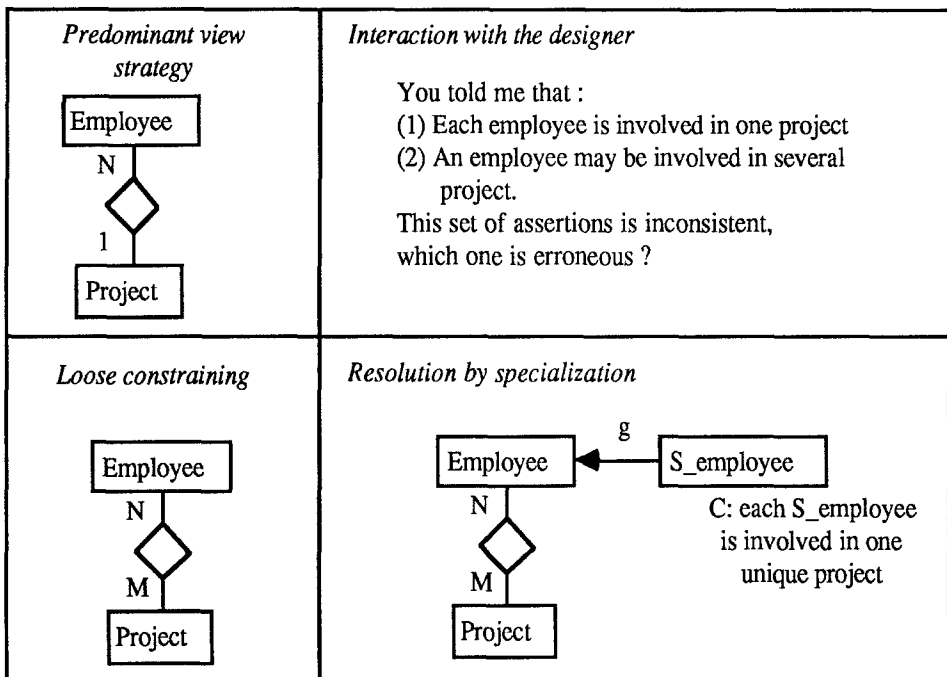 Predominant view
strategy
Employee
N
1
Project
Interaction with the designer
You told me that :
(1) Each employee is involved in one project
(2) An employee may be involved in several
project.
This set of assertions is inconsistent,
which one is erroneous ?
Loose constraining
Employee
N
M
Project
Resolution by specialization
g
Employee
S_employee
N
C: each S_employee
is involved in one
unique project
M
Project